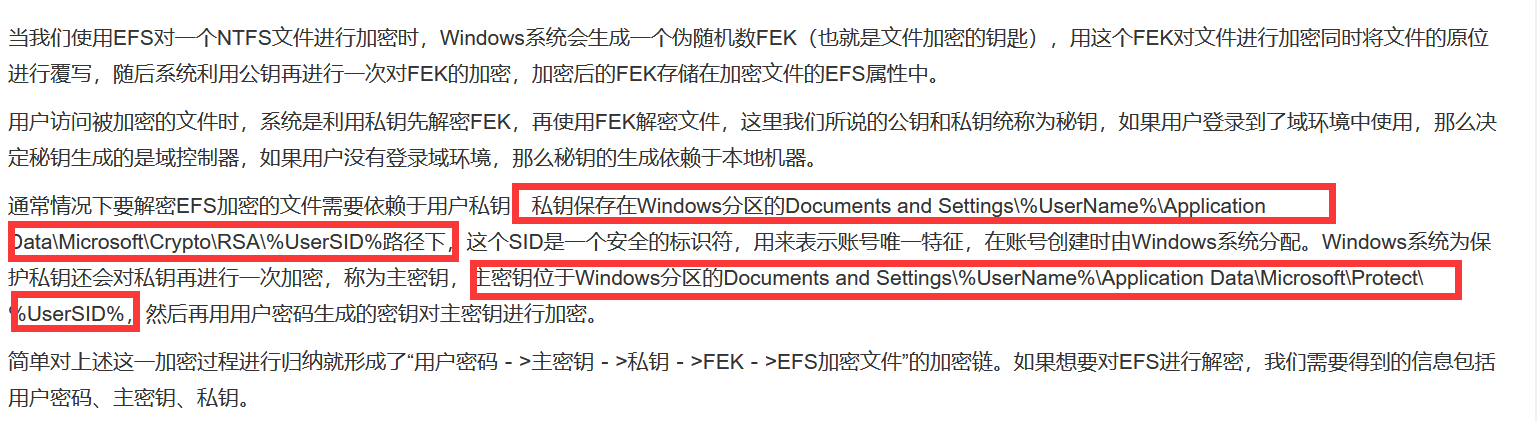 当我们使用EFS对一个NTFS文件进行加密时，Windows系统会生成一个伪随机数FEK（也就是文件加密的钥匙），用这个FEK对文件进行加密同时将文件的原位
进行覆写，随后系统利用公钥再进行一次对FEK的加密，加密后的FEK存储在加密文件的EFS属性中。
用户访问被加密的文件时，系统是利用私钥先解密FEK，再使用FEK解密文件，这里我们所说的公钥和私钥统称为秘钥，如果用户登录到了域环境中使用，那么决
定秘钥生成的是域控制器，如果用户没有登录域环境，那么秘钥的生成依赖于本地机器。
通常情况下要解密EFS加密的文件需要依赖于用户私钥，私钥保存在Windows分区的Documents and Settings\%UserName%\Application
Data\Microsoft\Crypto\RSA\%UserSID%路径下，这个SID是一个安全的标识符，用来表示账号唯一特征，在账号创建时由Windows系统分配。Windows系统为保
护私钥还会对私钥再进行一次加密，称为主密钥，主密钥位于Windows分区的Documents and Settings\%UserName%\Application Data\Microsoft\Protect\
%UserSID%，然后再用用户密码生成的密钥对主密钥进行加密。
简单对上述这一加密过程进行归纳就形成了“用户密码 - >主密钥 - >私钥 - >FEK - >EFS加密文件”的加密链。如果想要对EFS进行解密，我们需要得到的信息包括
用户密码、主密钥、私钥。